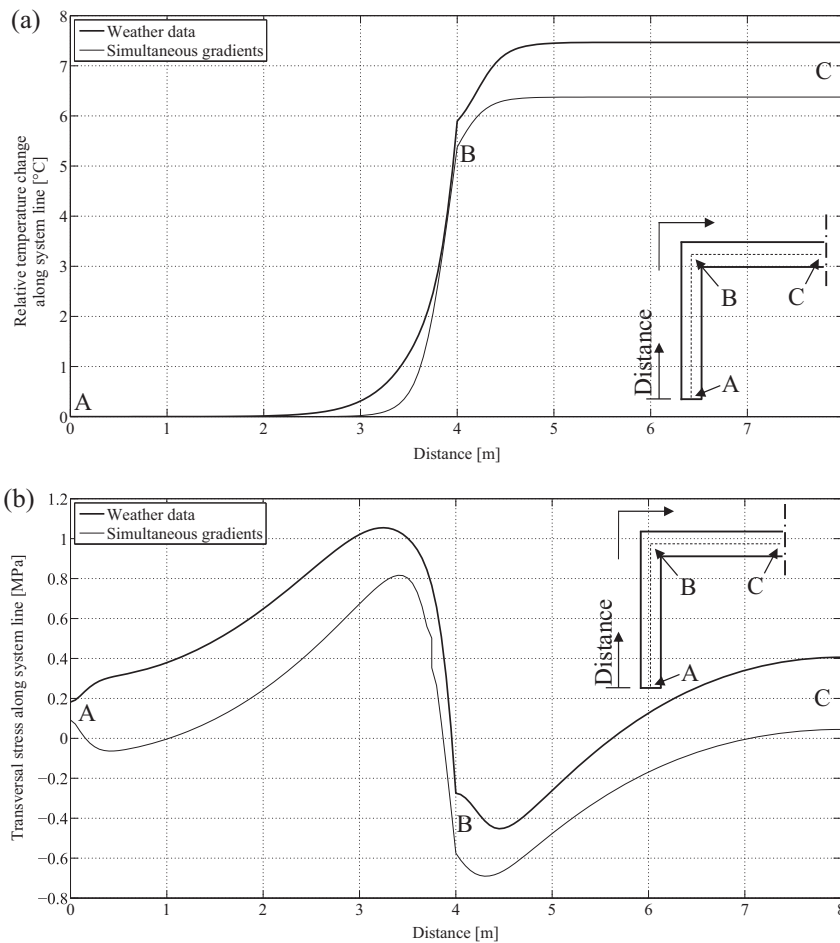 (a)
Weather data
Simultaneous gradients
8
7
6
5
4
3
2
1
0
Relative temperature change
along system line [°C]
A
B
C
B
C
A
Distance
0
1
2
3
4
5
6
7
Distance [m]
(b)
Weather data
Simultaneous gradients
1.2
1
0.8
0.6
0.4
0.2
0
−0.2
−0.4
−0.6
−0.8
Transversal stress along system line [MPa]
A
B
C
B
C
A
Distance
0
1
2
3
4
5
6
7
8
Distance [m]